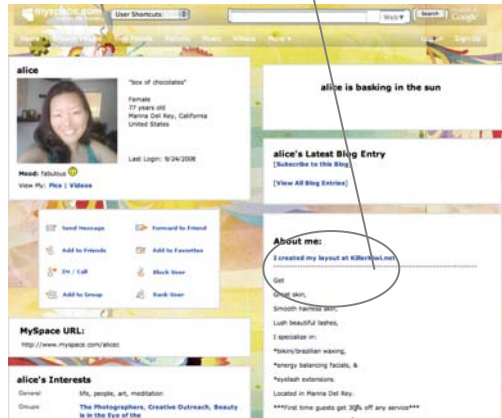 myspace.com
User Shortcuts:
Web
Search
Google
Home
People
Forums
Music
Videos
More
Sign Up
alice
"box of chocolates"
Female
77 years old
Marina Del Rey, California
United States
Last Login: 9/24/2008
Mood: fabulous
View My: Pics | Videos
Send Message
Forward to Friend
Add to Friends
Add to Favorites
IM / Call
Block User
Add to Group
Rank User
MySpace URL:
http://www.myspace.com/alicec
alice's Interests
General
life, people, art, meditation
Groups:
The Photographers, Creative Outreach, Beauty
is in the Eye of the
alice is basking in the sun
alice's Latest Blog Entry
[Subscribe to this Blog]
[View All Blog Entries]
About me:
I created my layout at KillerKiwi.net
Get
Great skin,
Smooth hairless skin,
Lush beautiful lashes,
I specialize in:
*bikini/brazilian waxing,
*energy balancing facials, &
*eyelash extensions.
Located in Marina Del Rey.
***First time guests get 30% off any service***